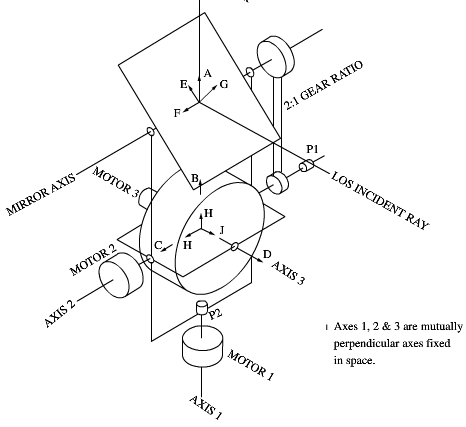 A
E
G
F
2:1 GEAR RATIO
P1
MIRROR AXIS
MOTOR 3
B
LOS INCIDENT RAY
H
J
H
C
D
MOTOR 2
AXIS 3
AXIS 2
P2
MOTOR 1
AXIS 1
Axes 1, 2 & 3 are mutually
perpendicular axes fixed
in space.